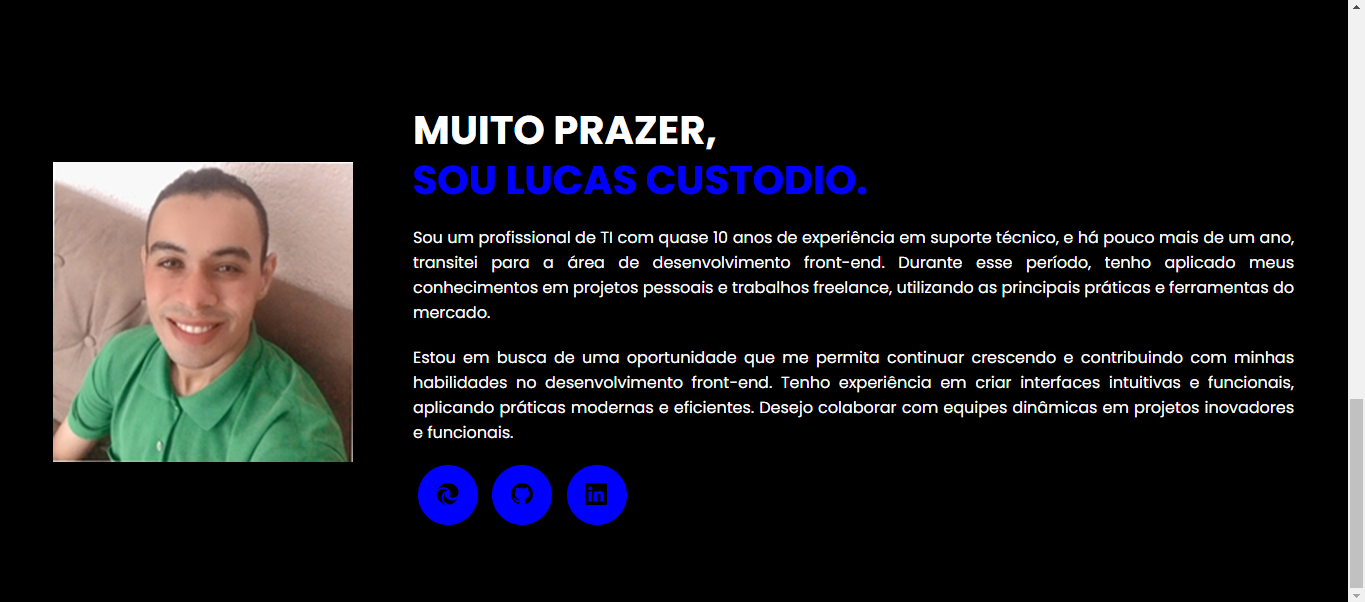 MUITO PRAZER,
SOU LUCAS CUSTODIO.
Sou um profissional de TI com quase 10 anos de experiência em suporte técnico, e há pouco mais de um ano,
transitei para a área de desenvolvimento front-end. Durante esse período, tenho aplicado meus
conhecimentos em projetos pessoais e trabalhos freelance, utilizando as principais práticas e ferramentas do
mercado.
Estou em busca de uma oportunidade que me permita continuar crescendo e contribuindo com minhas
habilidades no desenvolvimento front-end. Tenho experiência em criar interfaces intuitivas e funcionais,
aplicando práticas modernas e eficientes. Desejo colaborar com equipes dinâmicas em projetos inovadores
e funcionais.
in